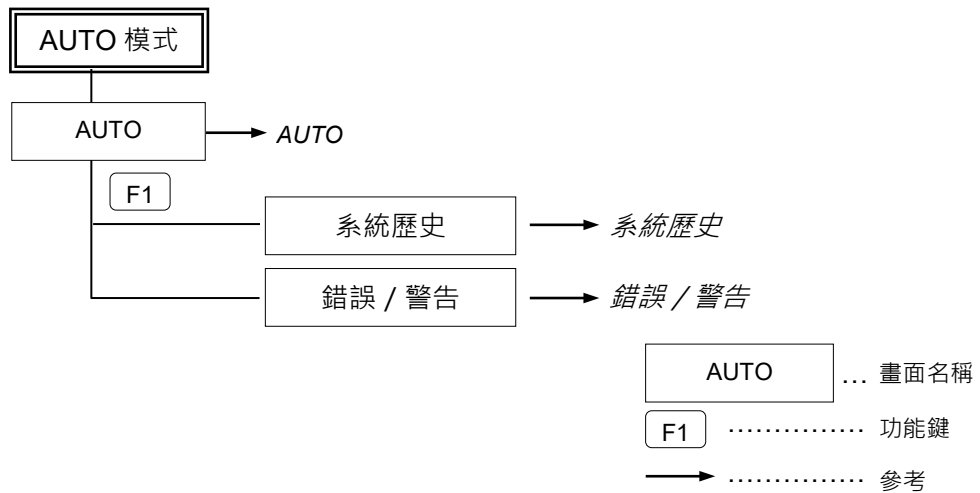 AUTO 模式
AUTO
AUTO
F1
系統歷史
系統歷史
錯誤 / 警告
錯誤 / 警告
AUTO ... 畫面名稱
F1 ............... 功能鍵
............... 參考